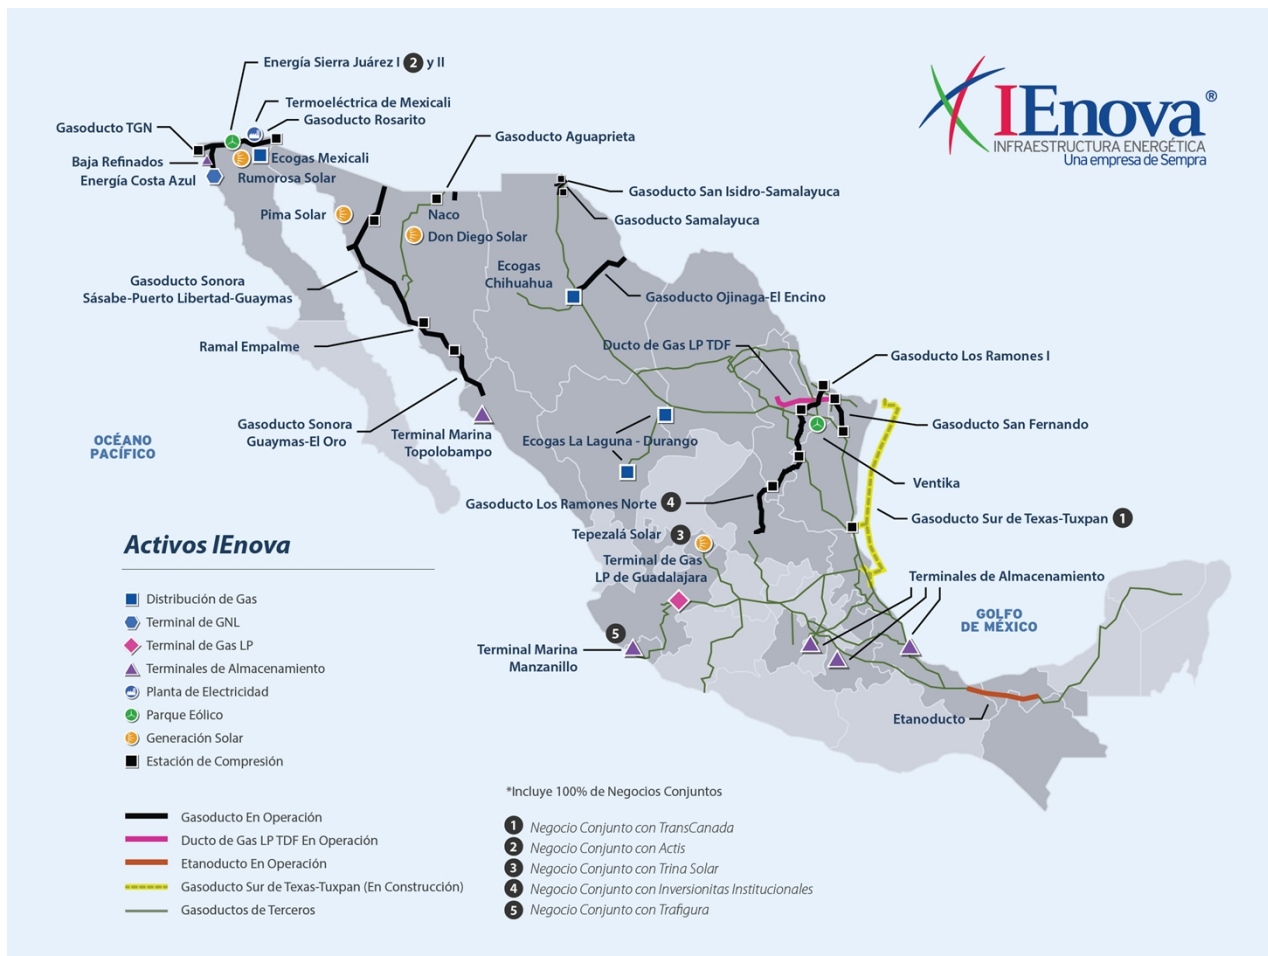 Energía Sierra Juárez I 2 y II
Termoeléctrica de Mexicali
Gasoducto Rosarito
Gasoducto TGN
Baja Refinados
Energía Costa Azul
Ecogas Mexicali
Rumorosa Solar
Gasoducto Aguaprieta
IEnova®
INFRAESTRUCTURA ENERGÉTICA
Una empresa de Sempra
Gasoducto San Isidro-Samalayuca
Gasoducto Samalayuca
Pima Solar
Naco
Don Diego Solar
Ecogas
Chihuahua
Gasoducto Sonora
Sásabe-Puerto Libertad-Guaymas
Gasoducto Ojinaga-El Encino
Ramal Empalme
Ducto de Gas LP TDF
Gasoducto Los Ramones I
Gasoducto Sonora
Guaymas-El Oro
Terminal Marina
Topolobampo
Ecogas La Laguna - Durango
Gasoducto San Fernando
OCÉANO
PACÍFICO
Ventika
Gasoducto Los Ramones Norte 4
Gasoducto Sur de Texas-Tuxpan 1
Tepezalá Solar 3
Terminal de Gas
LP de Guadalajara
Terminales de Almacenamiento
GOLFO
DE MÉXICO
5
Terminal Marina
Manzanillo
Etanoducto
Activos IEnova
Distribución de Gas
Terminal de GNL
Terminal de Gas LP
Terminales de Almacenamiento
Planta de Electricidad
Parque Eólico
Generación Solar
Estación de Compresión
Gasoducto En Operación
Ducto de Gas LP TDF En Operación
Etanoducto En Operación
Gasoducto Sur de Texas-Tuxpan (En Construcción)
Gasoductos de Terceros
*Incluye 100% de Negocios Conjuntos
1 Negocio Conjunto con TransCanada
2 Negocio Conjunto con Actis
3 Negocio Conjunto con Trina Solar
4 Negocio Conjunto con Inversionitas Institucionales
5 Negocio Conjunto con Trafigura